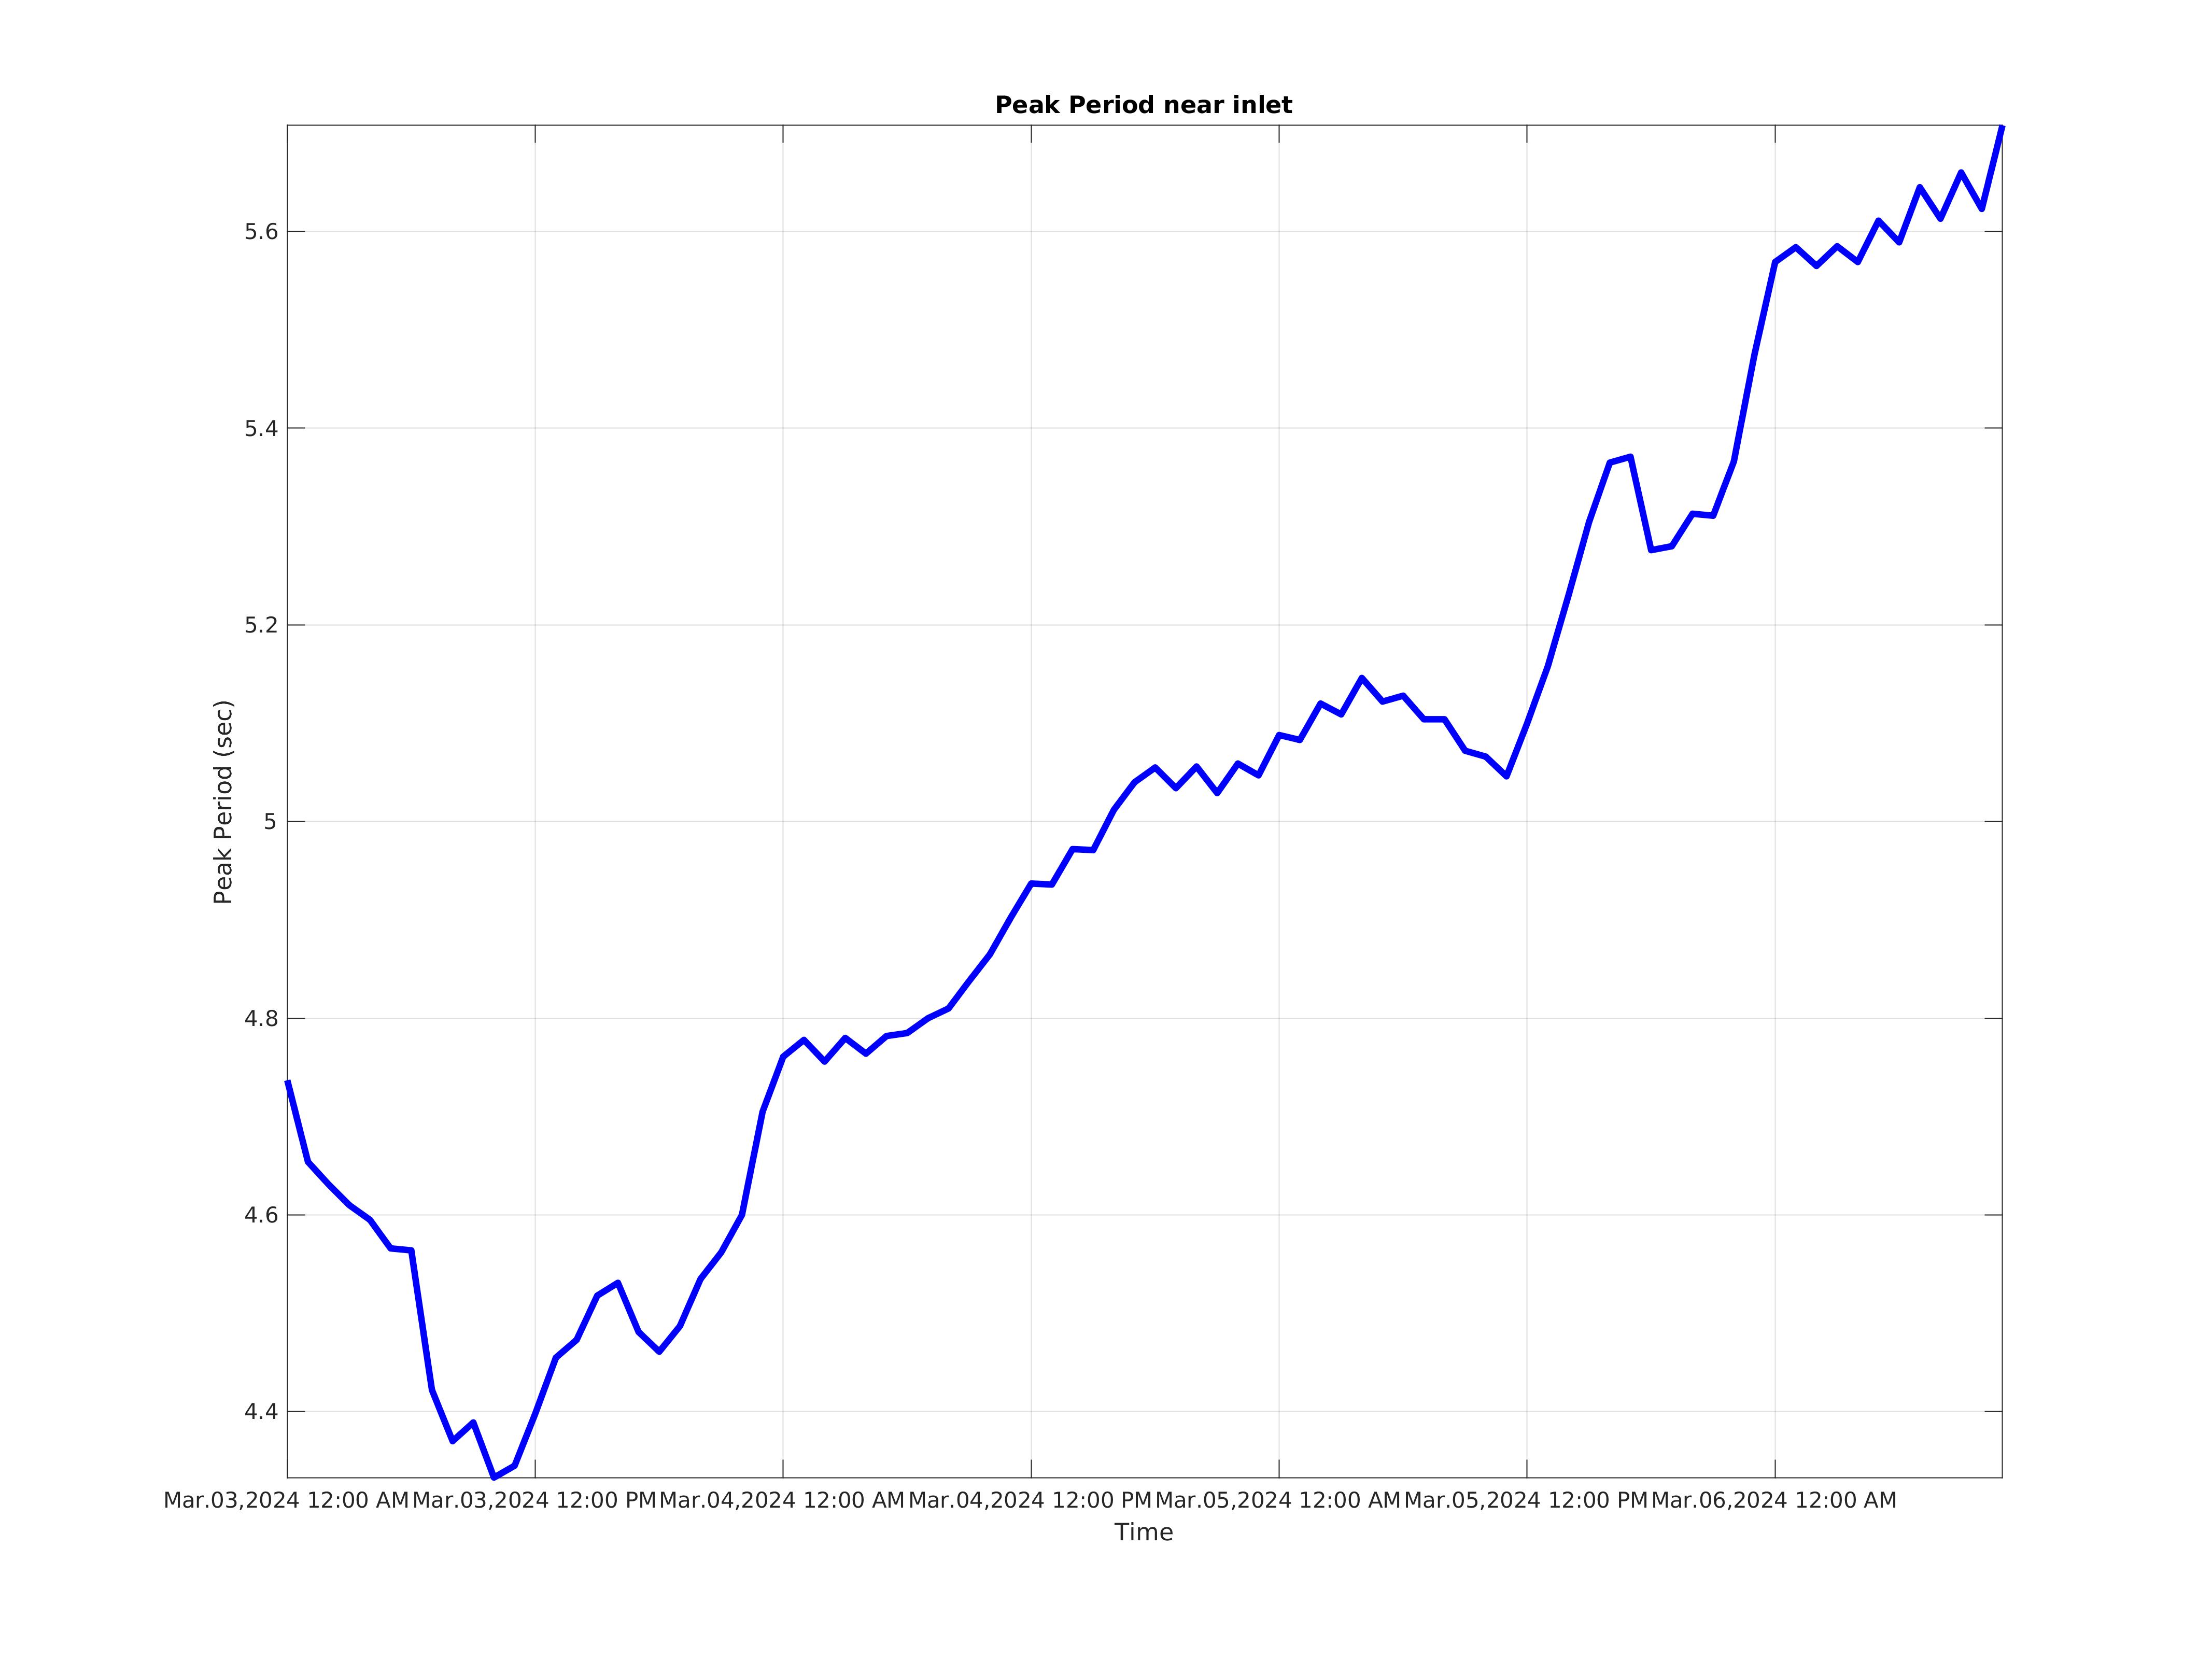 Peak Period near inlet
5.6
5.4
5.2
5
4.8
4.6
4.4
Peak Period (sec)
Mar.03,2024 12:00 AM Mar.03,2024 12:00 PM Mar.04,2024 12:00 AM Mar.04,2024 12:00 PM Mar.05,2024 12:00 AM Mar.05,2024 12:00 PM Mar.06,2024 12:00 AM
Time